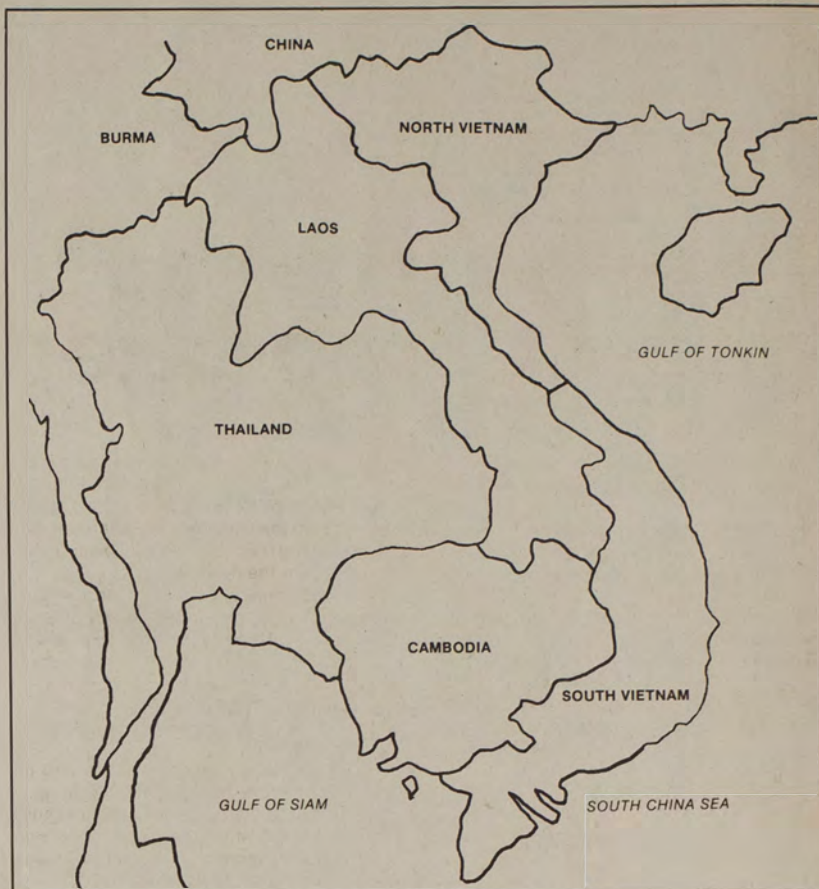 CHINA
BURMA
NORTH VIETNAM
LAOS
GULF OF TONKIN
THAILAND
CAMBODIA
SOUTH VIETNAM
GULF OF SIAM
SOUTH CHINA SEA